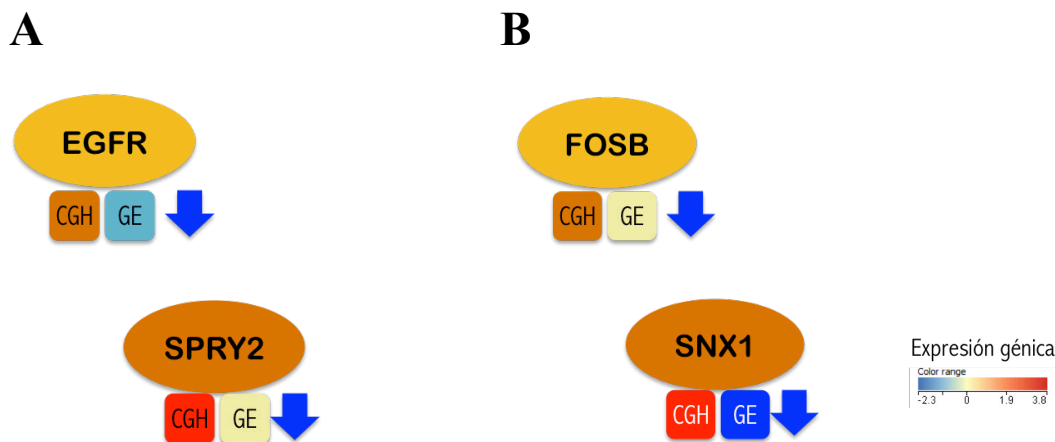 A
B
EGFR
CGH GE
SPRY2
CGH GE
FOSB
CGH GE
SNX1
CGH GE
Expresión génica
Color range
-2.3 0 1.9 3.8